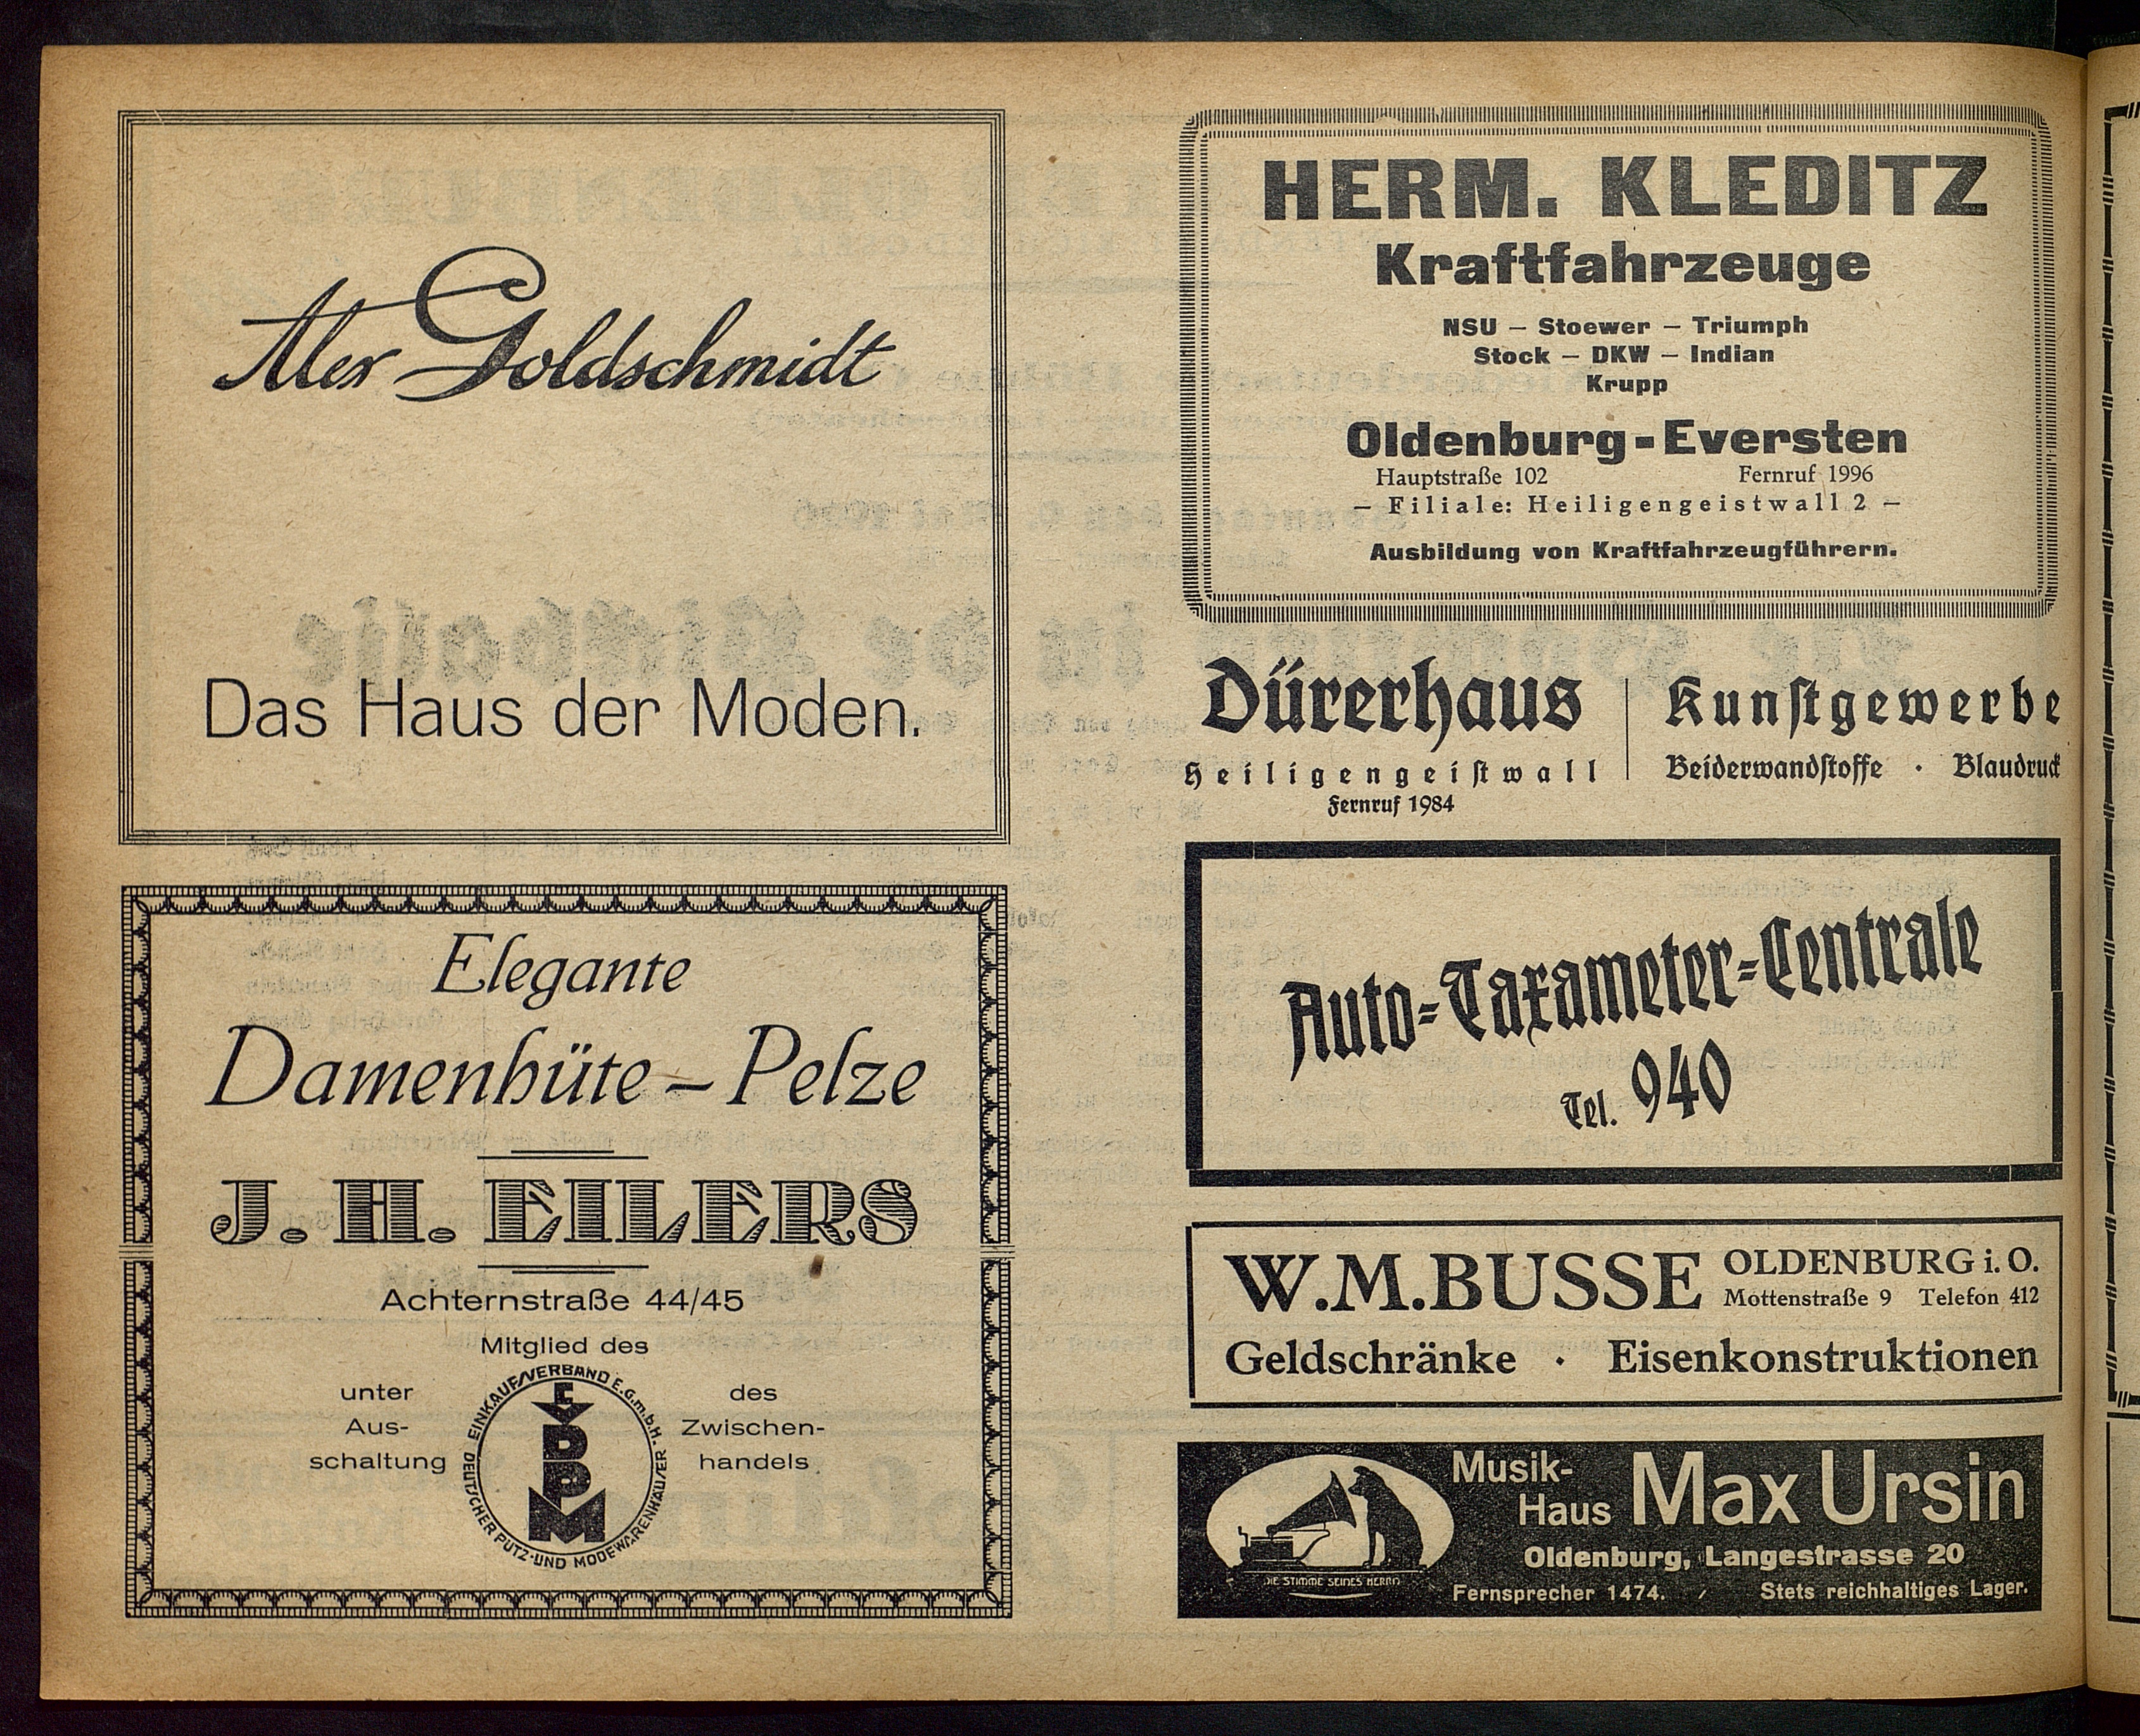 Alex Goldschmidt
Das Haus der Moden.
Elegante
Damenhüte – Pelze
J. H. EILERS
Achternstraße 44/45
Mitglied des
unter
Aus-
schaltung
DEUTSCHER PUTZ-UND MODEWARENHÄUSER
EINKAUFSVERBAND E.G.m.b.H.
E
V
D
P
M
des
Zwischen-
handels
HERM. KLEDITZ
Kraftfahrzeuge
NSU – Stoewer – Triumph
Stock – DKW – Indian
Krupp
Oldenburg-Eversten
Hauptstraße 102 Fernruf 1996
– Filiale: Heiligengeistwall 2 –
Ausbildung von Kraftfahrzeugführern.
Dürerhaus
Heiligengeiſtwall
Fernruf 1984
Kunſtgewerbe
Beiderwandſtoffe · Blaudruck
Auto-Taxameter-Centrale
Tel. 940
W.M.BUSSE
OLDENBURG i. O.
Mottenstraße 9 Telefon 412
Geldschränke · Eisenkonstruktionen
DIE STIMME SEINES HERRN
Musik-
Haus Max Ursin
Oldenburg, Langestrasse 20
Fernsprecher 1474. / Stets reichhaltiges Lager.